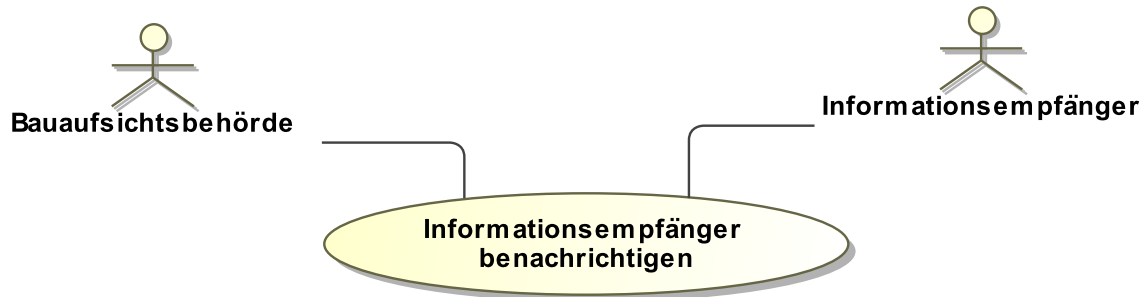 Bauaufsichtsbehörde
Informationsempfänger
Informationsempfänger
benachrichtigen